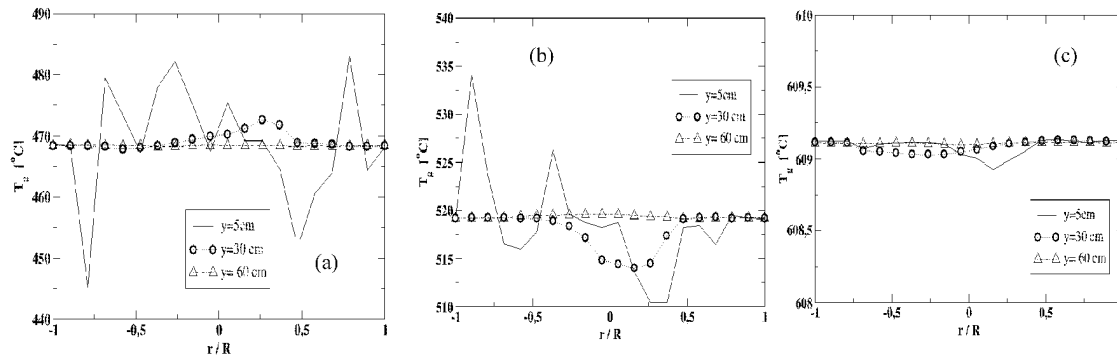 490
480
470
460
450
440
T_g [°C]
-1 -0,5 0 0,5 1
r / R
y=5cm
y=30 cm
y= 60 cm
(a)
540
535
530
525
520
515
510
T_g [°C]
-1 -0,5 0 0,5 1
r / R
y=5cm
y=30 cm
y= 60 cm
(b)
610
609,5
609
608,5
608
T_g [°C]
-1 -0,5 0 0,5 1
r / R
y=5cm
y=30 cm
y= 60 cm
(c)